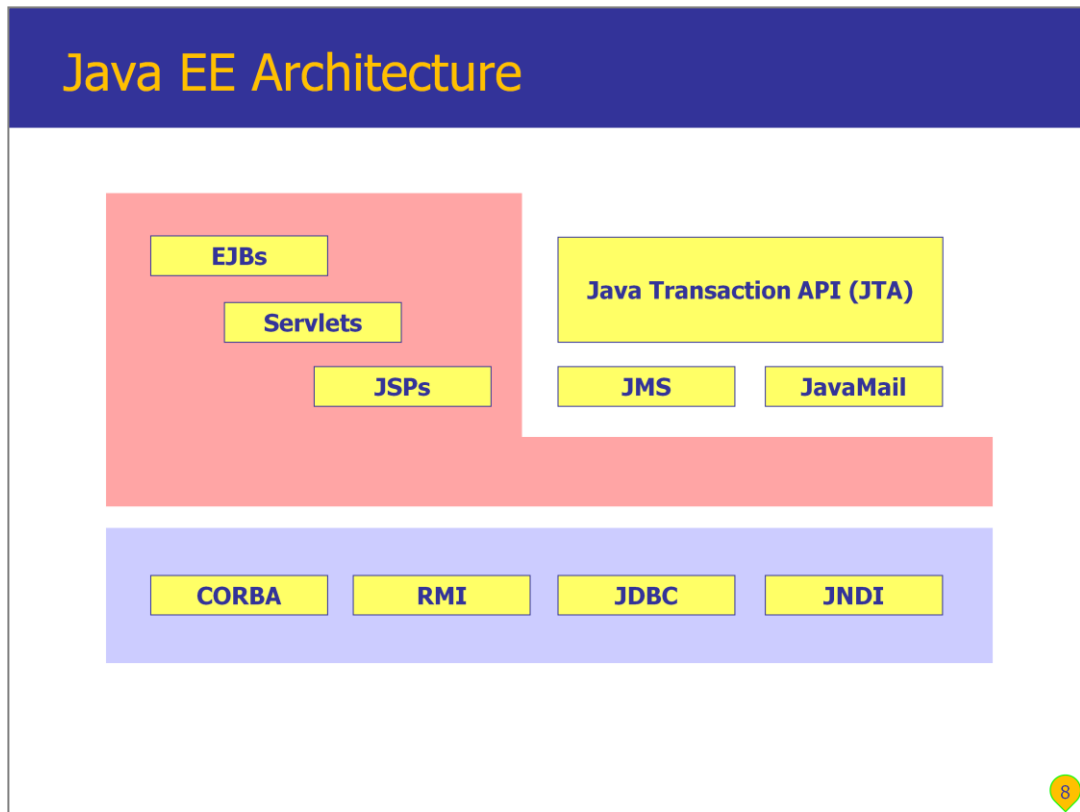 Java EE Architecture
EJBs
Servlets
JSPs
Java Transaction API (JTA)
JMS
JavaMail
CORBA
RMI
JDBC
JNDI
8